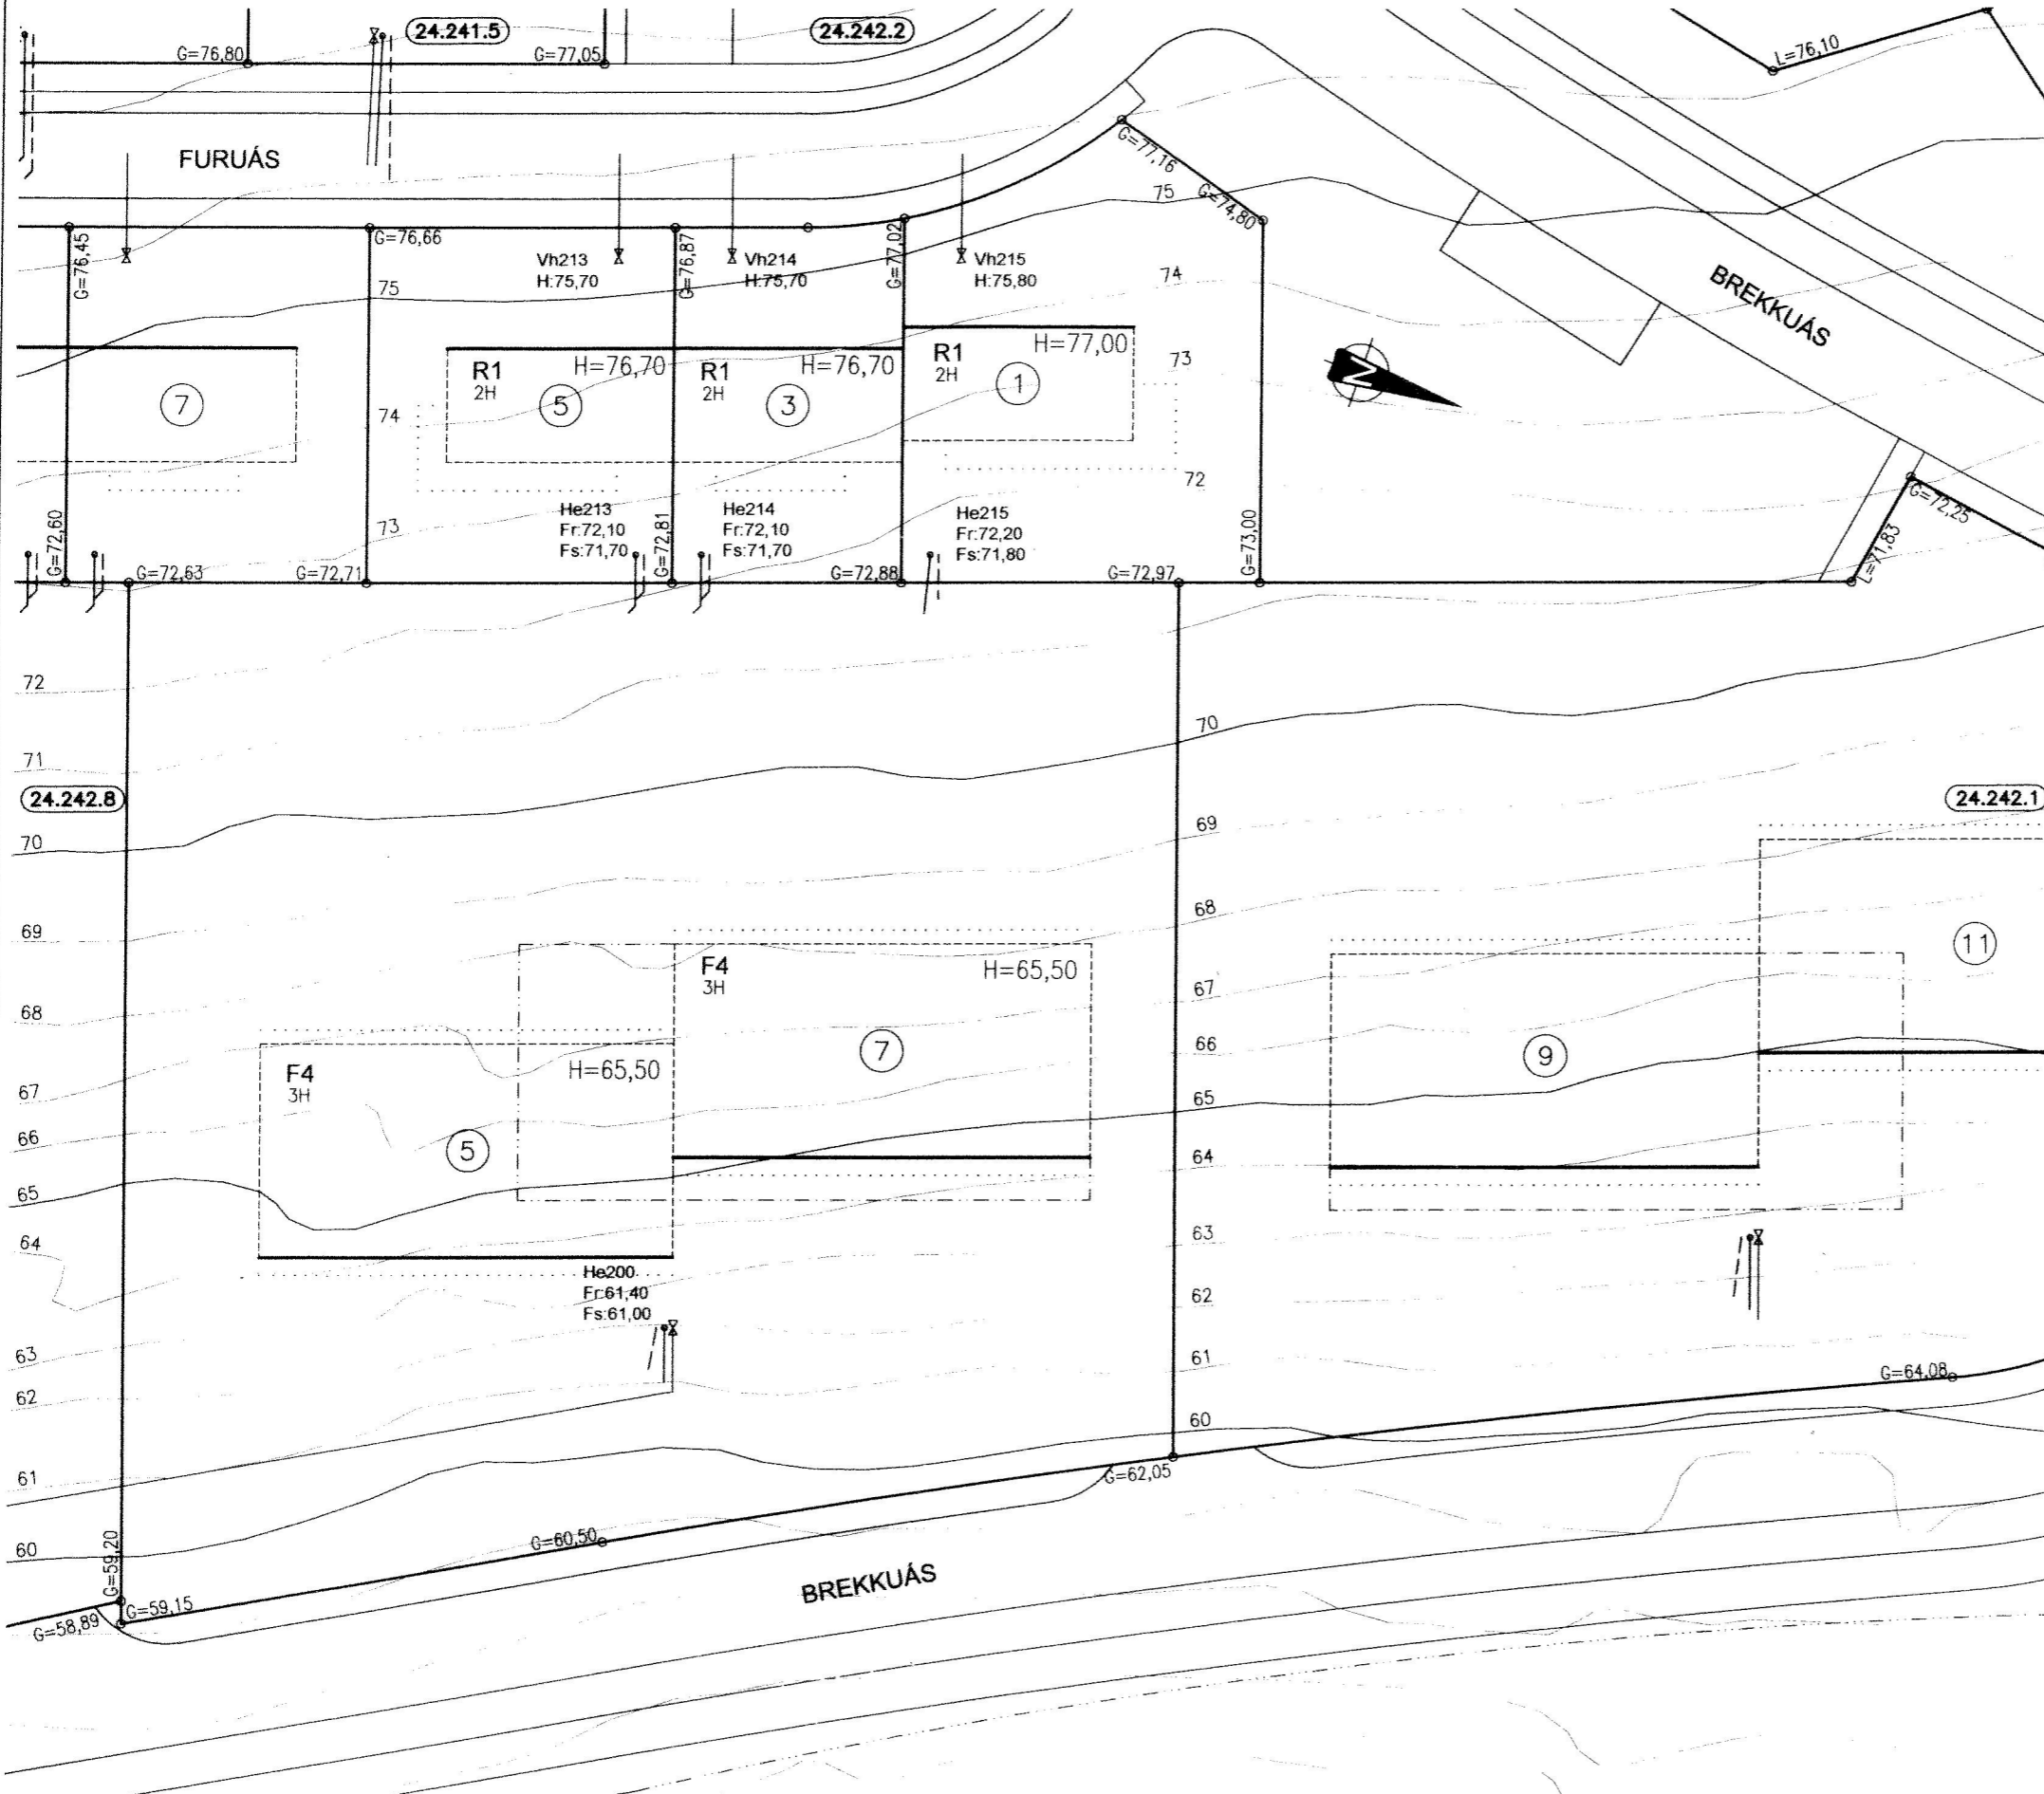 24.241.5
24.242.2
G=76,80
G=77,05
L=76,10
FURUÁS
G=77,16
G=74,80
75
G=76,45
G=76,66
G=76,87
G=77,02
Vh213
H:75,70
Vh214
H:75,70
Vh215
H:75,80
75
74
BREKKUÁS
R1
2H
H=76,70
R1
2H
H=76,70
R1
2H
H=77,00
73
N
7
5
3
1
74
72
73
He213
Fr:72,10
Fs:71,70
He214
Fr:72,10
Fs:71,70
He215
Fr:72,20
Fs:71,80
G=72,25
G=71,83
G=72,60
G=72,63
G=72,71
G=72,81
G=72,88
G=72,97
G=73,00
72
70
71
24.242.8
24.242.1
70
69
68
69
F4
3H
H=65,50
11
67
68
7
66
9
F4
3H
H=65,50
67
65
66
5
64
65
63
64
He200
Fr:61,40
Fs:61,00
62
63
61
62
G=64,08
60
61
G=62,05
60
G=59,20
G=60,50
BREKKUÁS
G=59,15
G=58,89